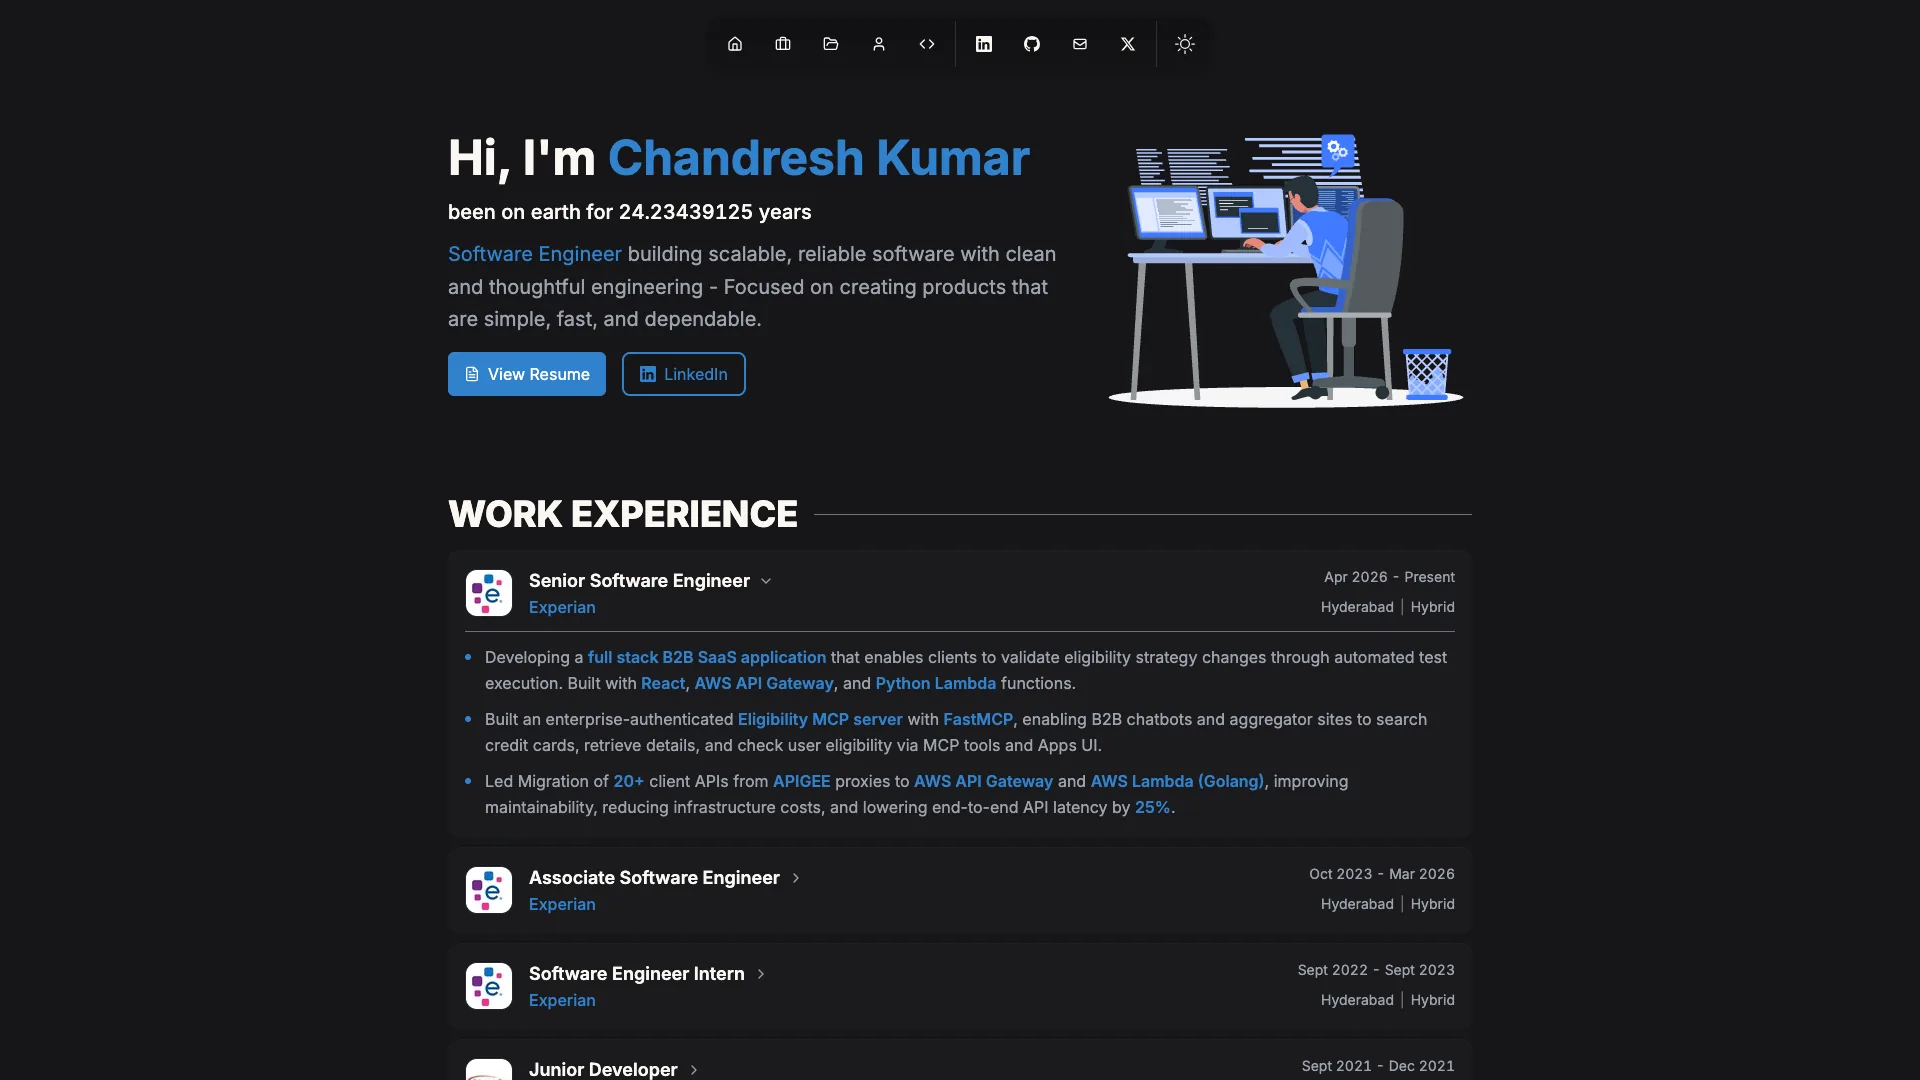 Hi, I'm Chandresh Kumar
been on earth for 24.23439125 years
Software Engineer building scalable, reliable software with clean
and thoughtful engineering - Focused on creating products that
are simple, fast, and dependable.
View Resume
LinkedIn
WORK EXPERIENCE
Senior Software Engineer
Apr 2026 - Present
Experian
Hyderabad | Hybrid
Developing a full stack B2B SaaS application that enables clients to validate eligibility strategy changes through automated test
execution. Built with React, AWS API Gateway, and Python Lambda functions.
Built an enterprise-authenticated Eligibility MCP server with FastMCP, enabling B2B chatbots and aggregator sites to search
credit cards, retrieve details, and check user eligibility via MCP tools and Apps UI.
Led Migration of 20+ client APIs from APIGEE proxies to AWS API Gateway and AWS Lambda (Golang), improving
maintainability, reducing infrastructure costs, and lowering end-to-end API latency by 25%.
Associate Software Engineer
Oct 2023 - Mar 2026
Experian
Hyderabad | Hybrid
Software Engineer Intern
Sept 2022 - Sept 2023
Experian
Hyderabad | Hybrid
Junior Developer
Sept 2021 - Dec 2021